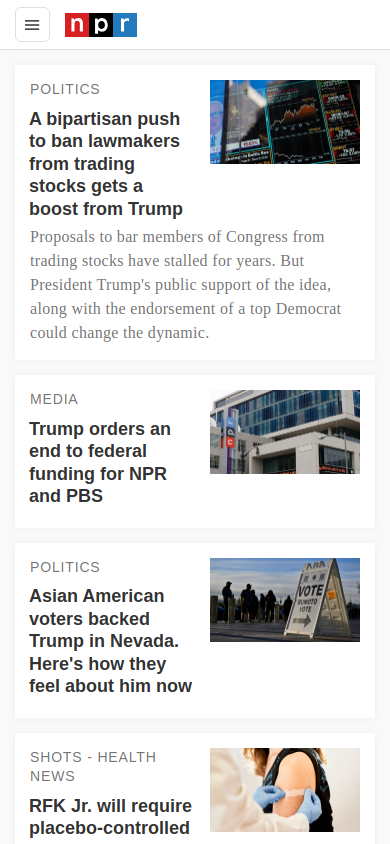 npr
POLITICS
A bipartisan push
to ban lawmakers
from trading
stocks gets a
boost from Trump
Proposals to bar members of Congress from
trading stocks have stalled for years. But
President Trump's public support of the idea,
along with the endorsement of a top Democrat
could change the dynamic.
MEDIA
Trump orders an
end to federal
funding for NPR
and PBS
npr
POLITICS
Asian American
voters backed
Trump in Nevada.
Here's how they
feel about him now
VOTE
SHOTS - HEALTH
NEWS
RFK Jr. will require
placebo-controlled